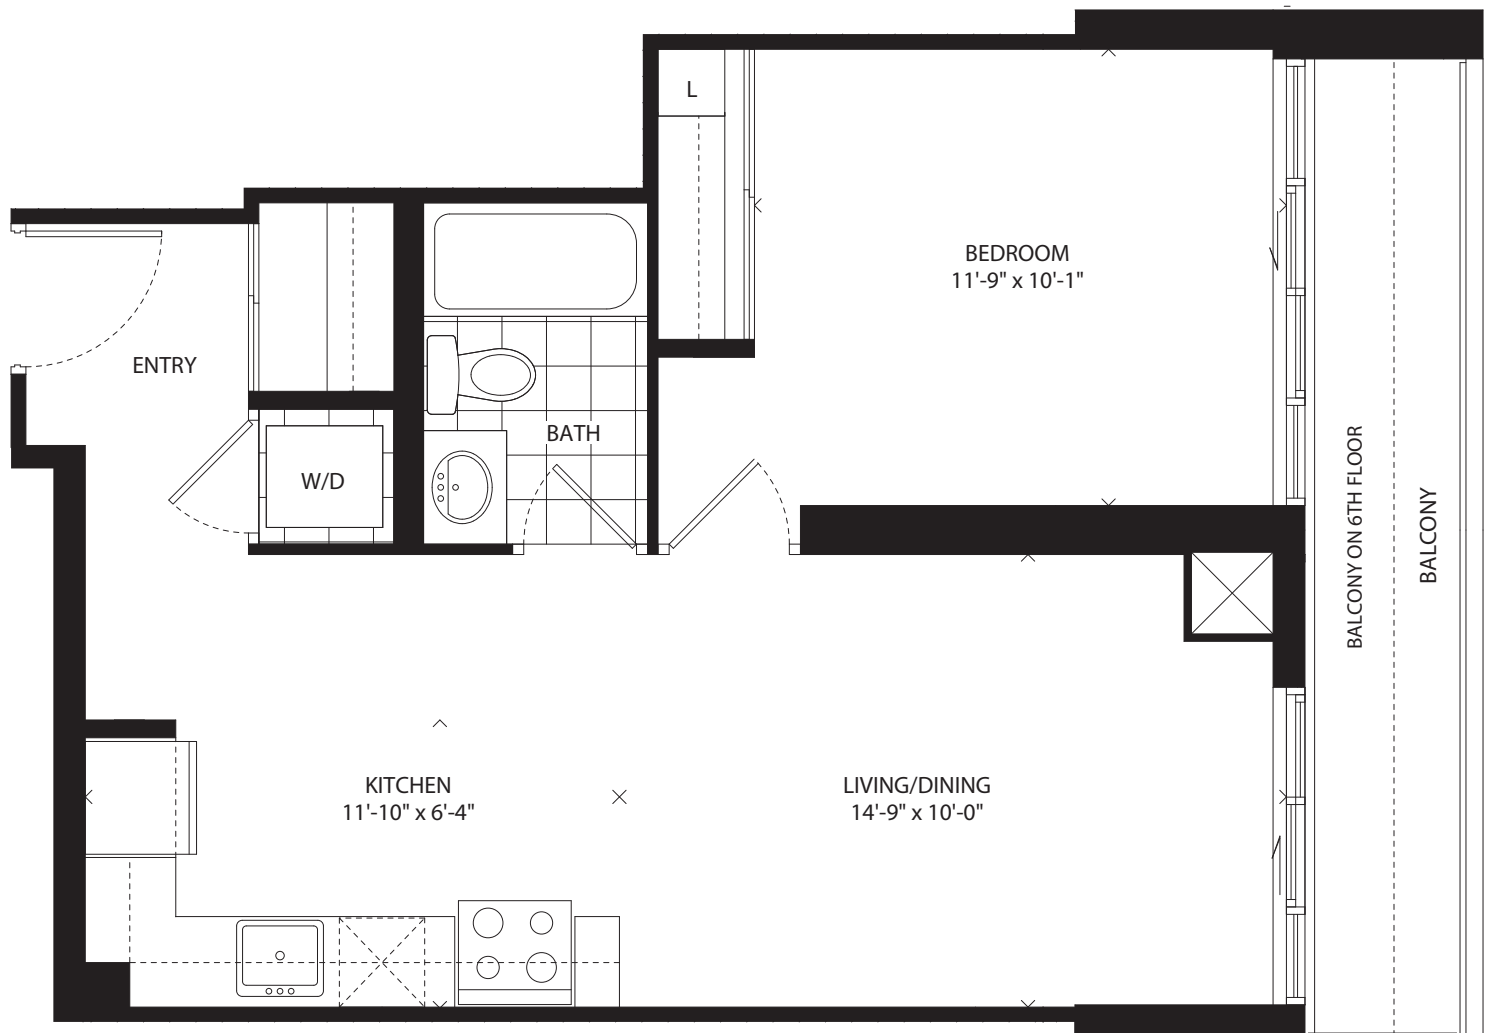 L
BEDROOM
11'-9" x 10'-1"
ENTRY
BATH
W/D
BALCONY ON 6TH FLOOR
BALCONY
KITCHEN
11'-10" x 6'-4"
LIVING/DINING
14'-9" x 10'-0"